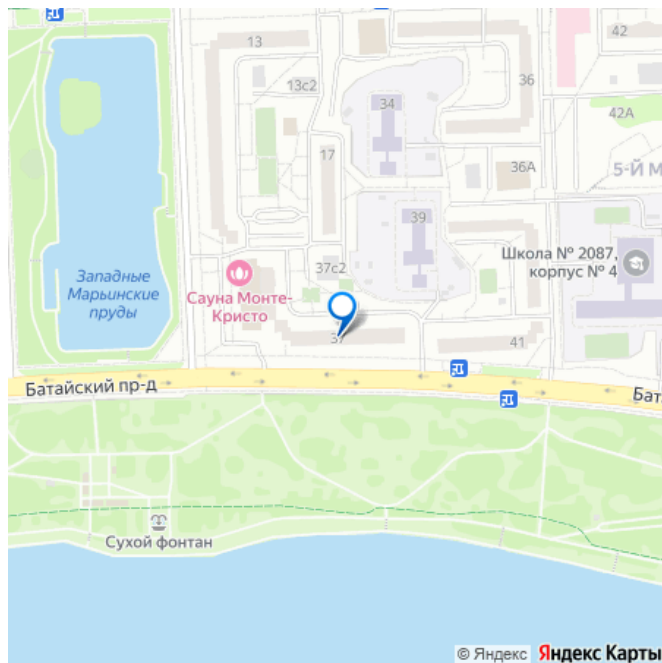 13
42
13с2
34
36
42А
17
36А
5-Й М
39
Школа № 2087,
корпус № 4
37с2
Западные
Марьинские
пруды
Сауна Монте-
Кристо
37
41
Батайский пр-д
Бата
Сухой фонтан
© Яндекс Яндекс Карты